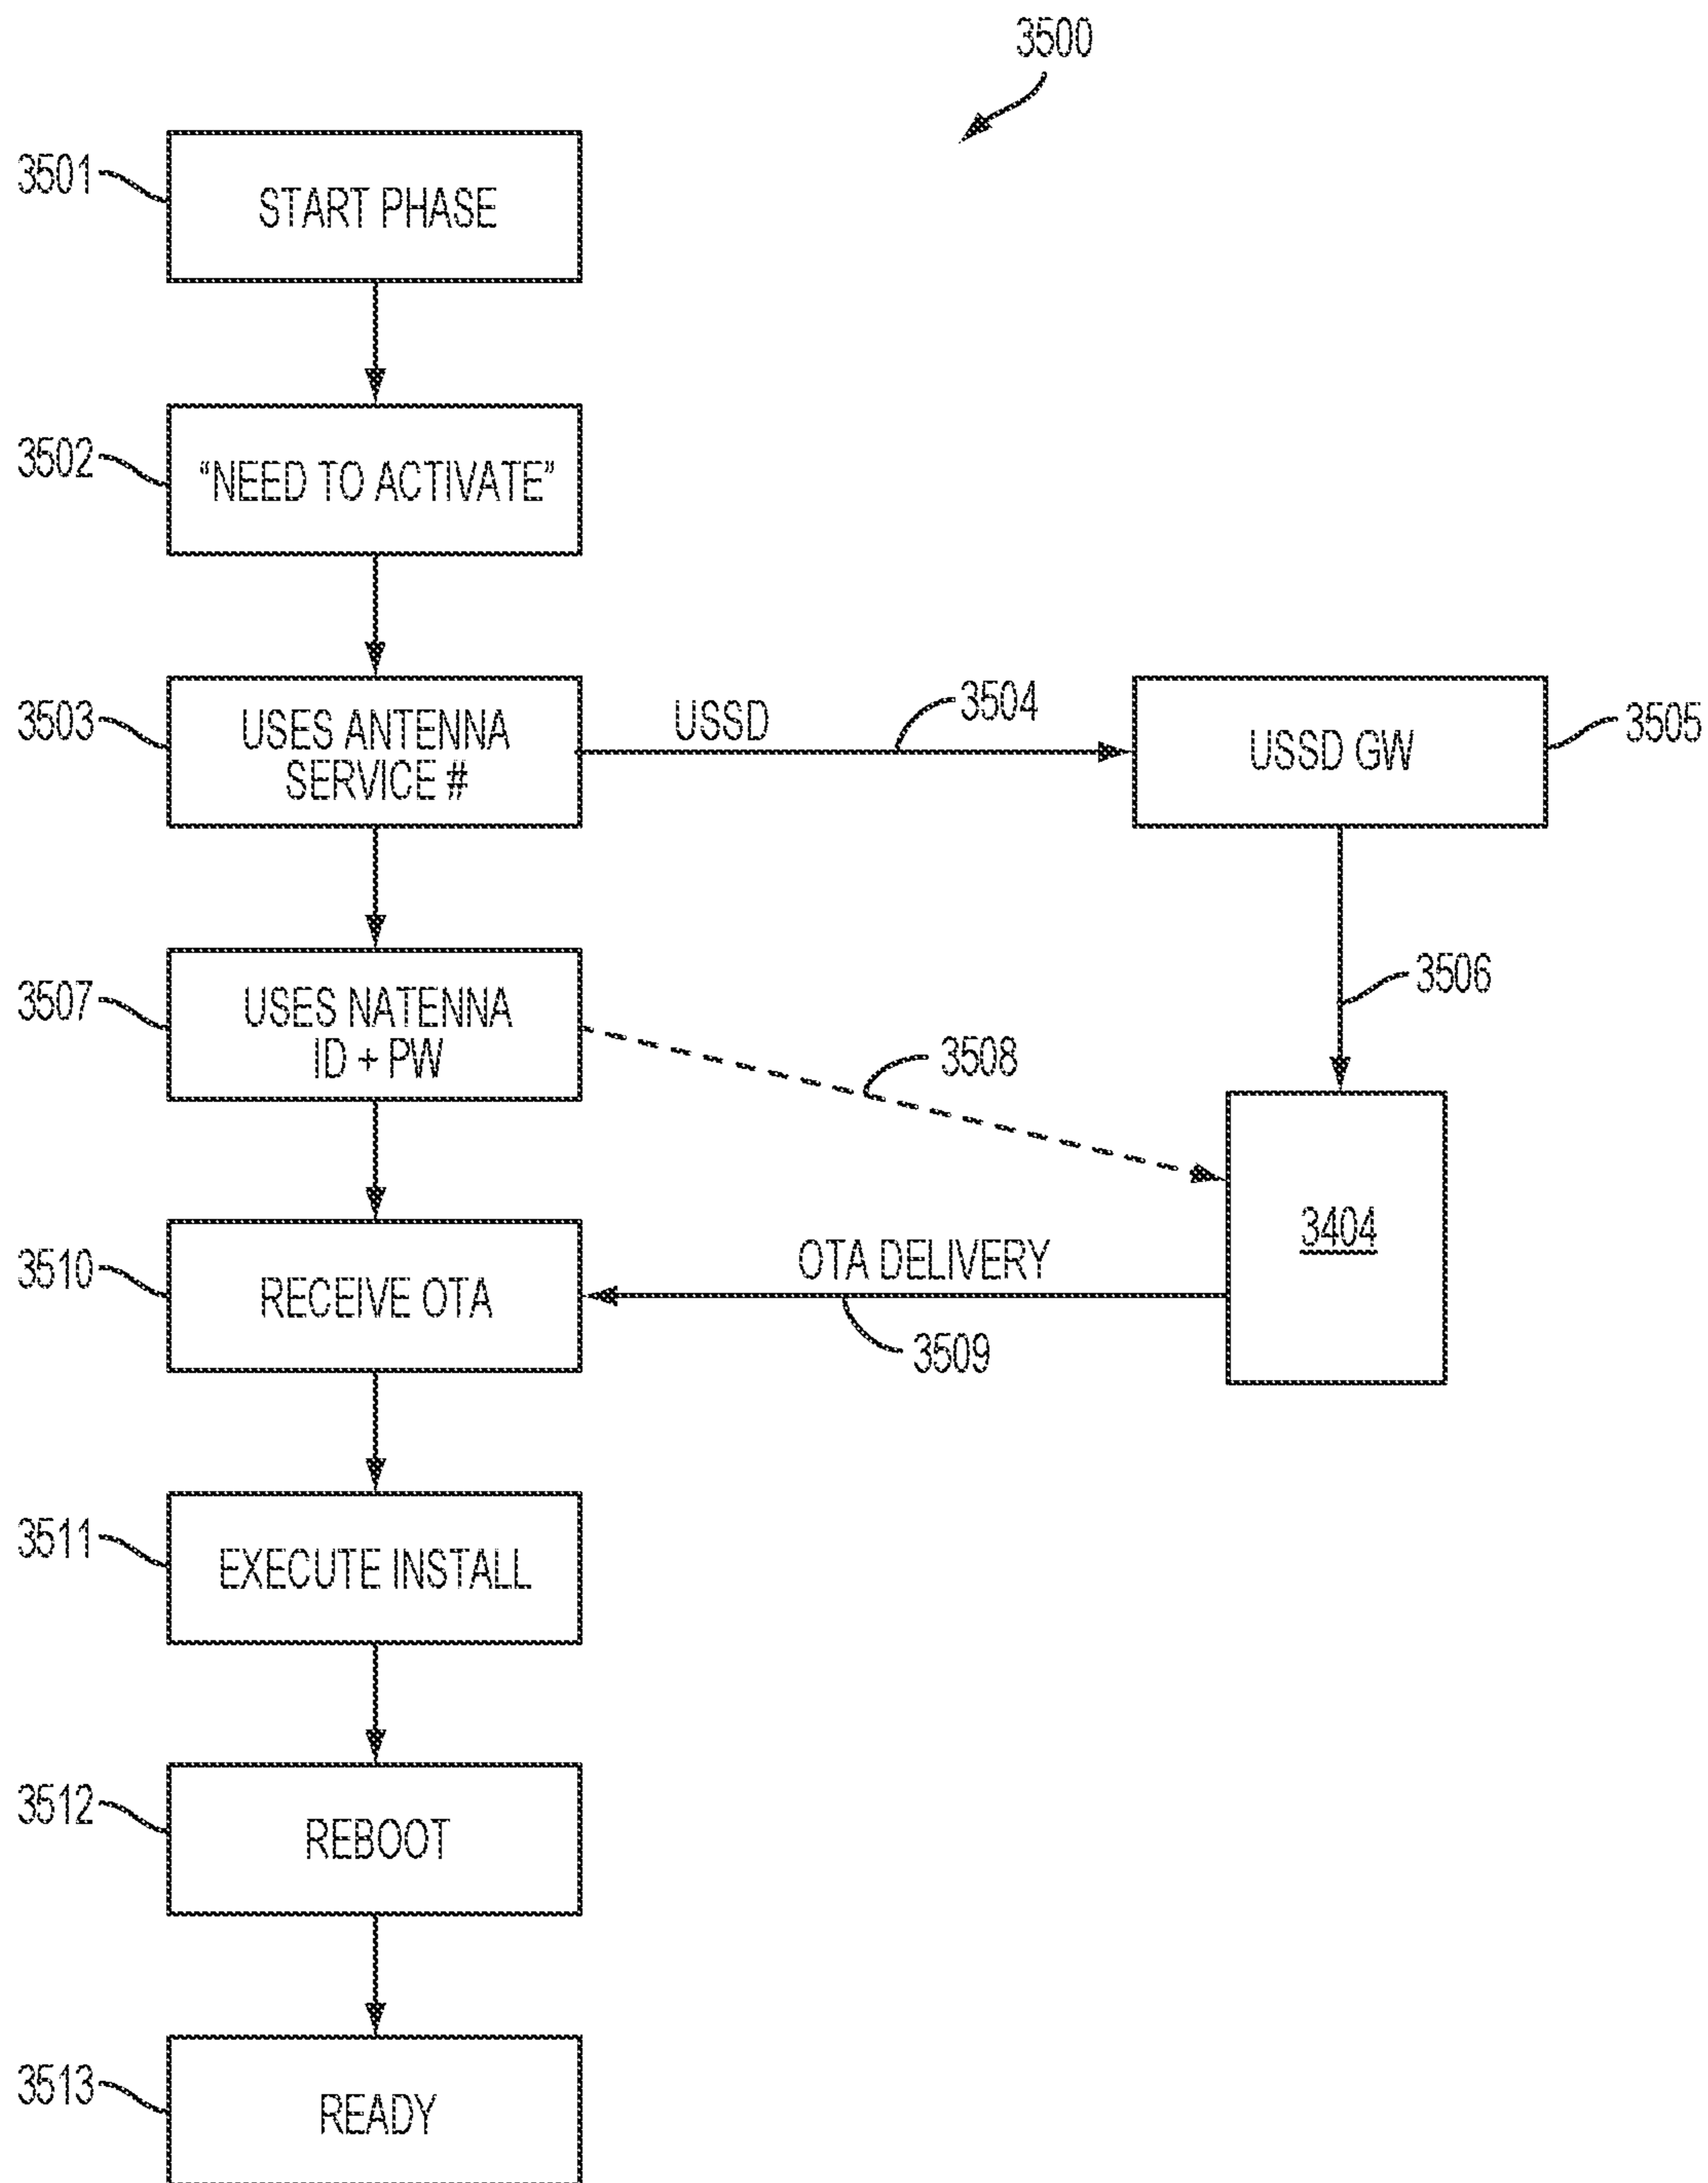 3500
3501
START PHASE
3502
“NEED TO ACTIVATE”
3503
USES ANTENNA
SERVICE #
USSD
3504
USSD GW
3505
3506
3507
USES NATENNA
ID + PW
3508
3404
3510
RECEIVE OTA
OTA DELIVERY
3509
3511
EXECUTE INSTALL
3512
REBOOT
3513
READY